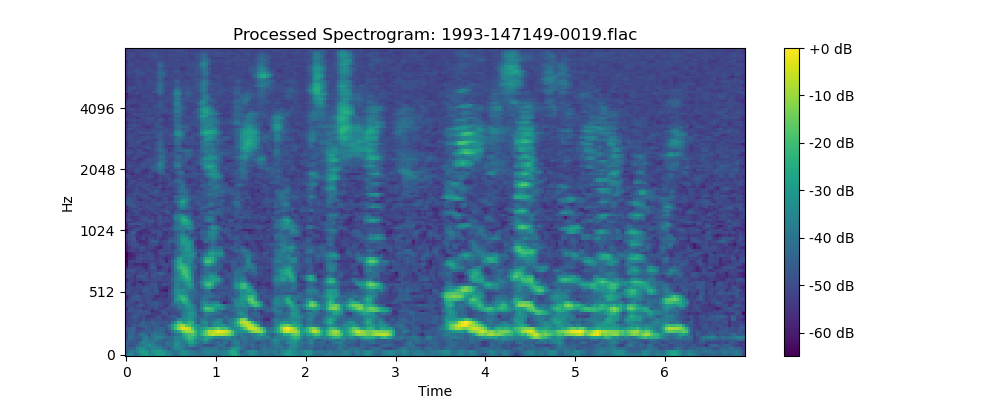 Processed Spectrogram: 1993-147149-0019.flac
+0 dB
-10 dB
-20 dB
-30 dB
-40 dB
-50 dB
-60 dB
Hz
4096
2048
1024
512
0
0 1 2 3 4 5 6
Time